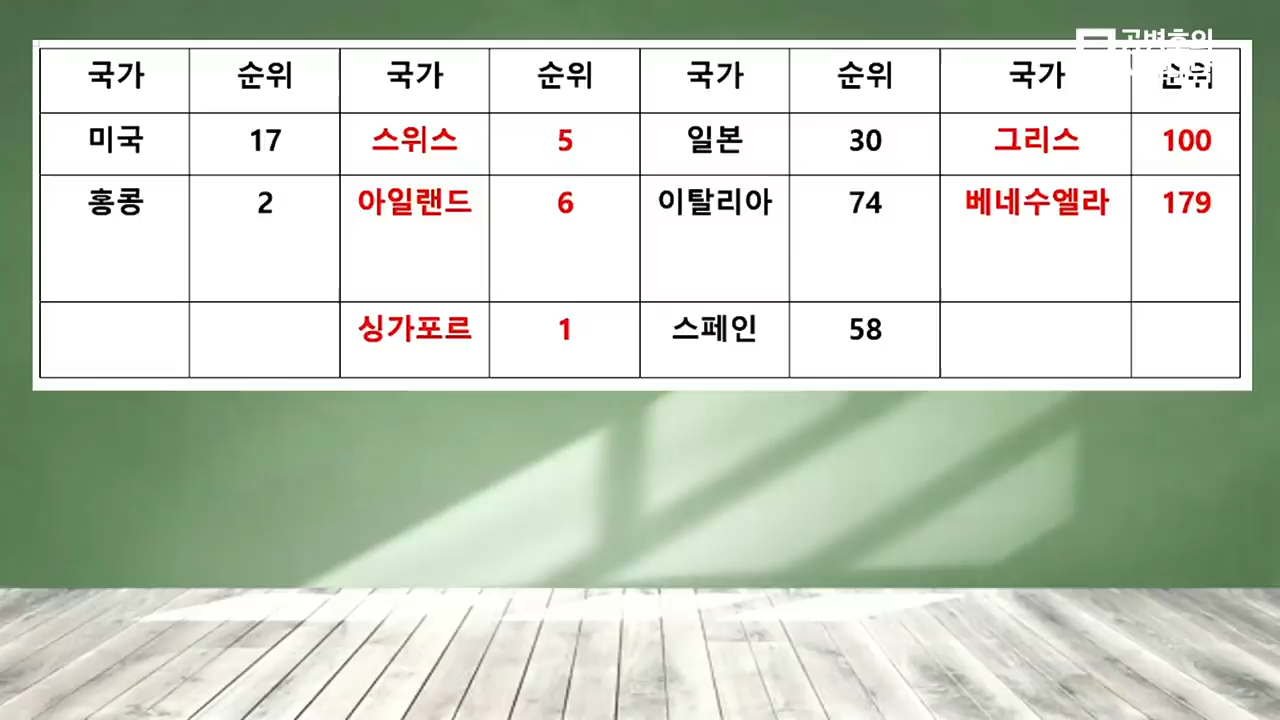 국가 순위 국가 순위 국가 순위 국가 순위
미국 17 스위스 5 일본 30 그리스 100
홍콩 2 아일랜드 6 이탈리아 74 베네수엘라 179
싱가포르 1 스페인 58